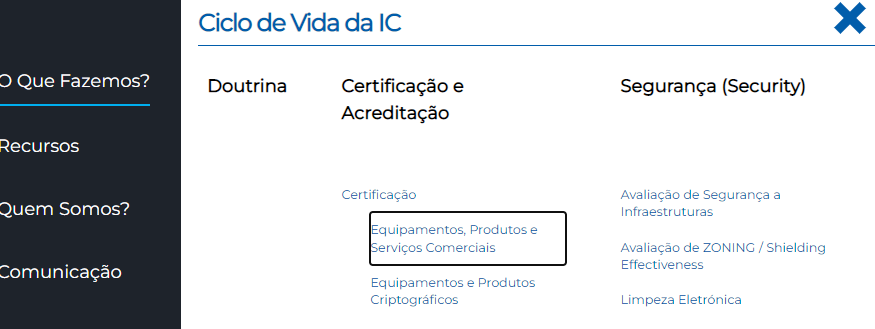 Ciclo de Vida da IC
O Que Fazemos?
Recursos
Quem Somos?
Comunicação
Doutrina
Certificação e
Acreditação
Certificação
Equipamentos, Produtos e
Serviços Comerciais
Equipamentos e Produtos
Criptográficos
Segurança (Security)
Avaliação de Segurança a
Infraestruturas
Avaliação de ZONING / Shielding
Effectiveness
Limpeza Eletrónica